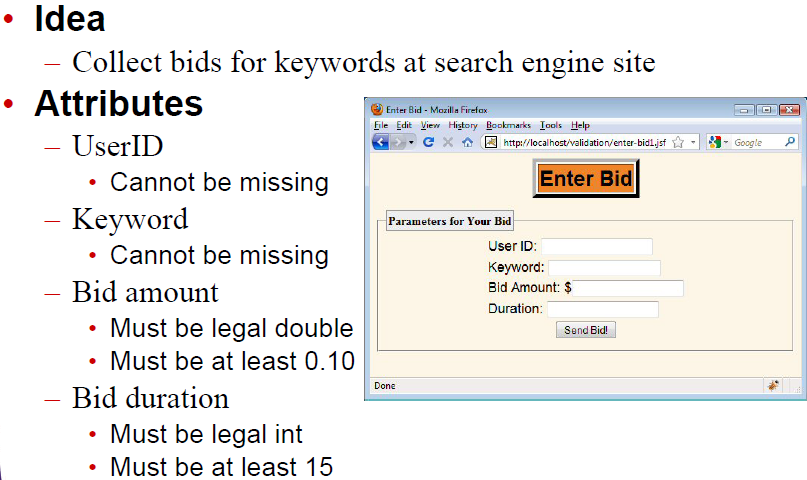 • Idea
– Collect bids for keywords at search engine site
• Attributes
– UserID
• Cannot be missing
– Keyword
• Cannot be missing
– Bid amount
• Must be legal double
• Must be at least 0.10
– Bid duration
• Must be legal int
• Must be at least 15
Enter Bid - Mozilla Firefox
File Edit View History Bookmarks Tools Help
http://localhost/validation/enter-bid1.jsf Google
Enter Bid
Parameters for Your Bid
User ID:
Keyword:
Bid Amount: $
Duration:
Send Bid!
Done